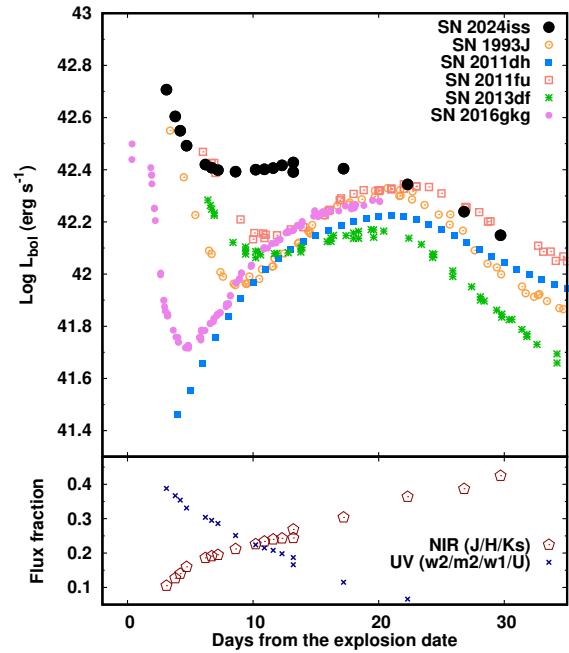 43
42.8
42.6
42.4
42.2
42
41.8
41.6
41.4
Log L_bol (erg s⁻¹)
SN 2024iss
SN 1993J
SN 2011dh
SN 2011fu
SN 2013df
SN 2016gkg
0.4
0.3
0.2
0.1
Flux fraction
NIR (J/H/Ks)
UV (w2/m2/w1/U)
0 10 20 30
Days from the explosion date